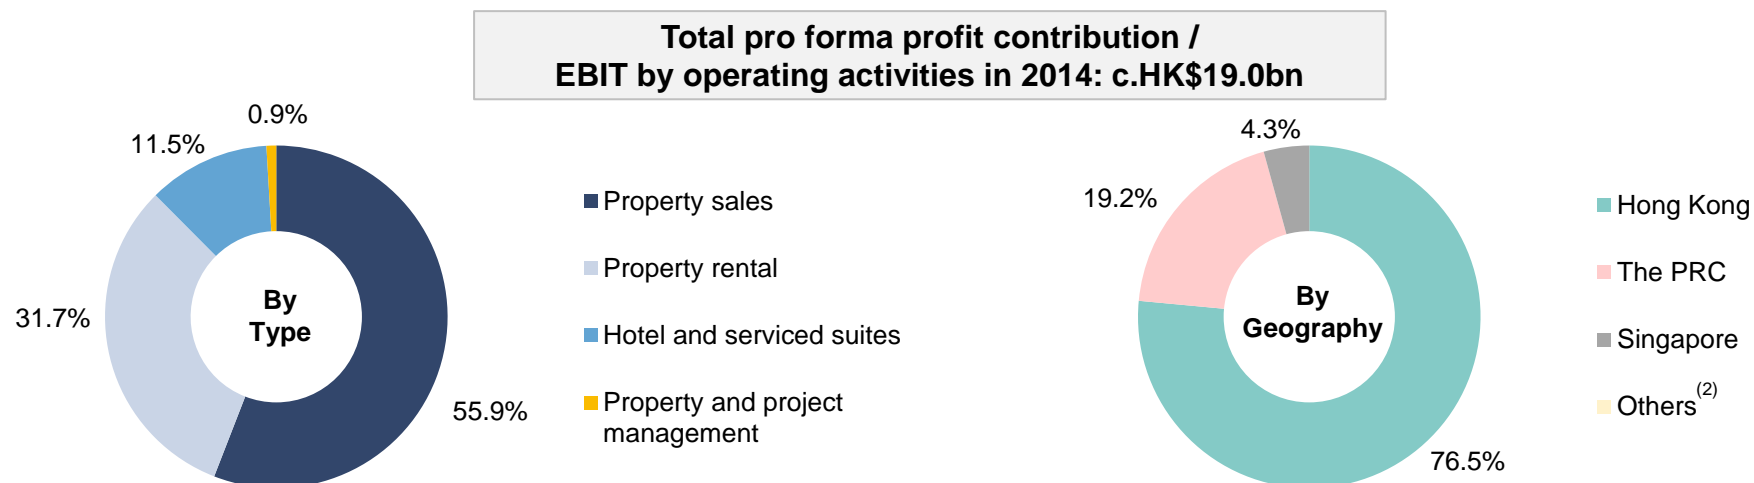 Total pro forma profit contribution /
EBIT by operating activities in 2014: c.HK$19.0bn
0.9%
11.5%
31.7%
55.9%
By
Type
Property sales
Property rental
Hotel and serviced suites
Property and project
management
4.3%
19.2%
76.5%
By
Geography
Hong Kong
The PRC
Singapore
Others(2)